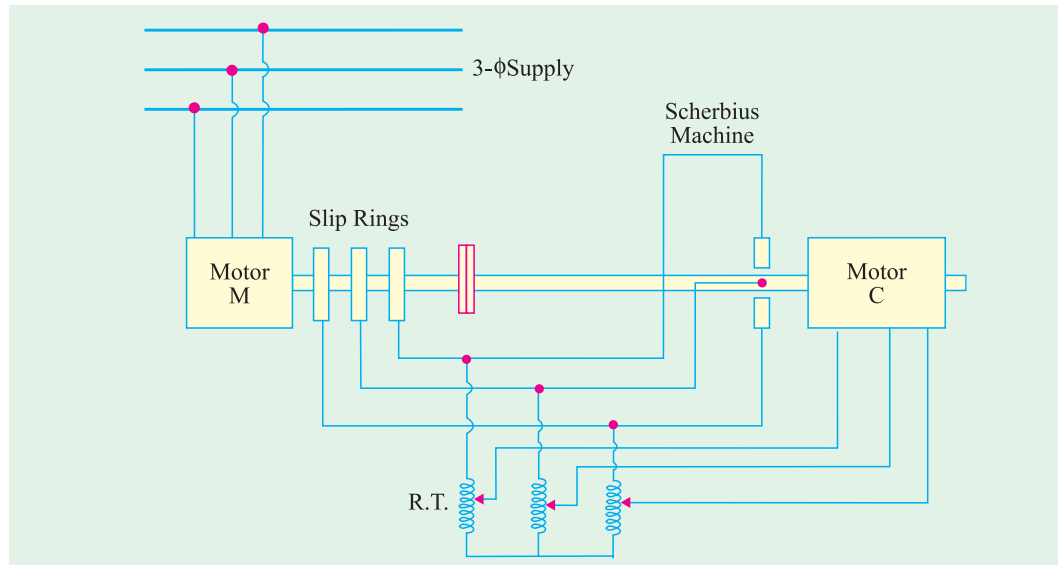 3-ϕSupply
Scherbius
Machine
Slip Rings
Motor
M
Motor
C
R.T.